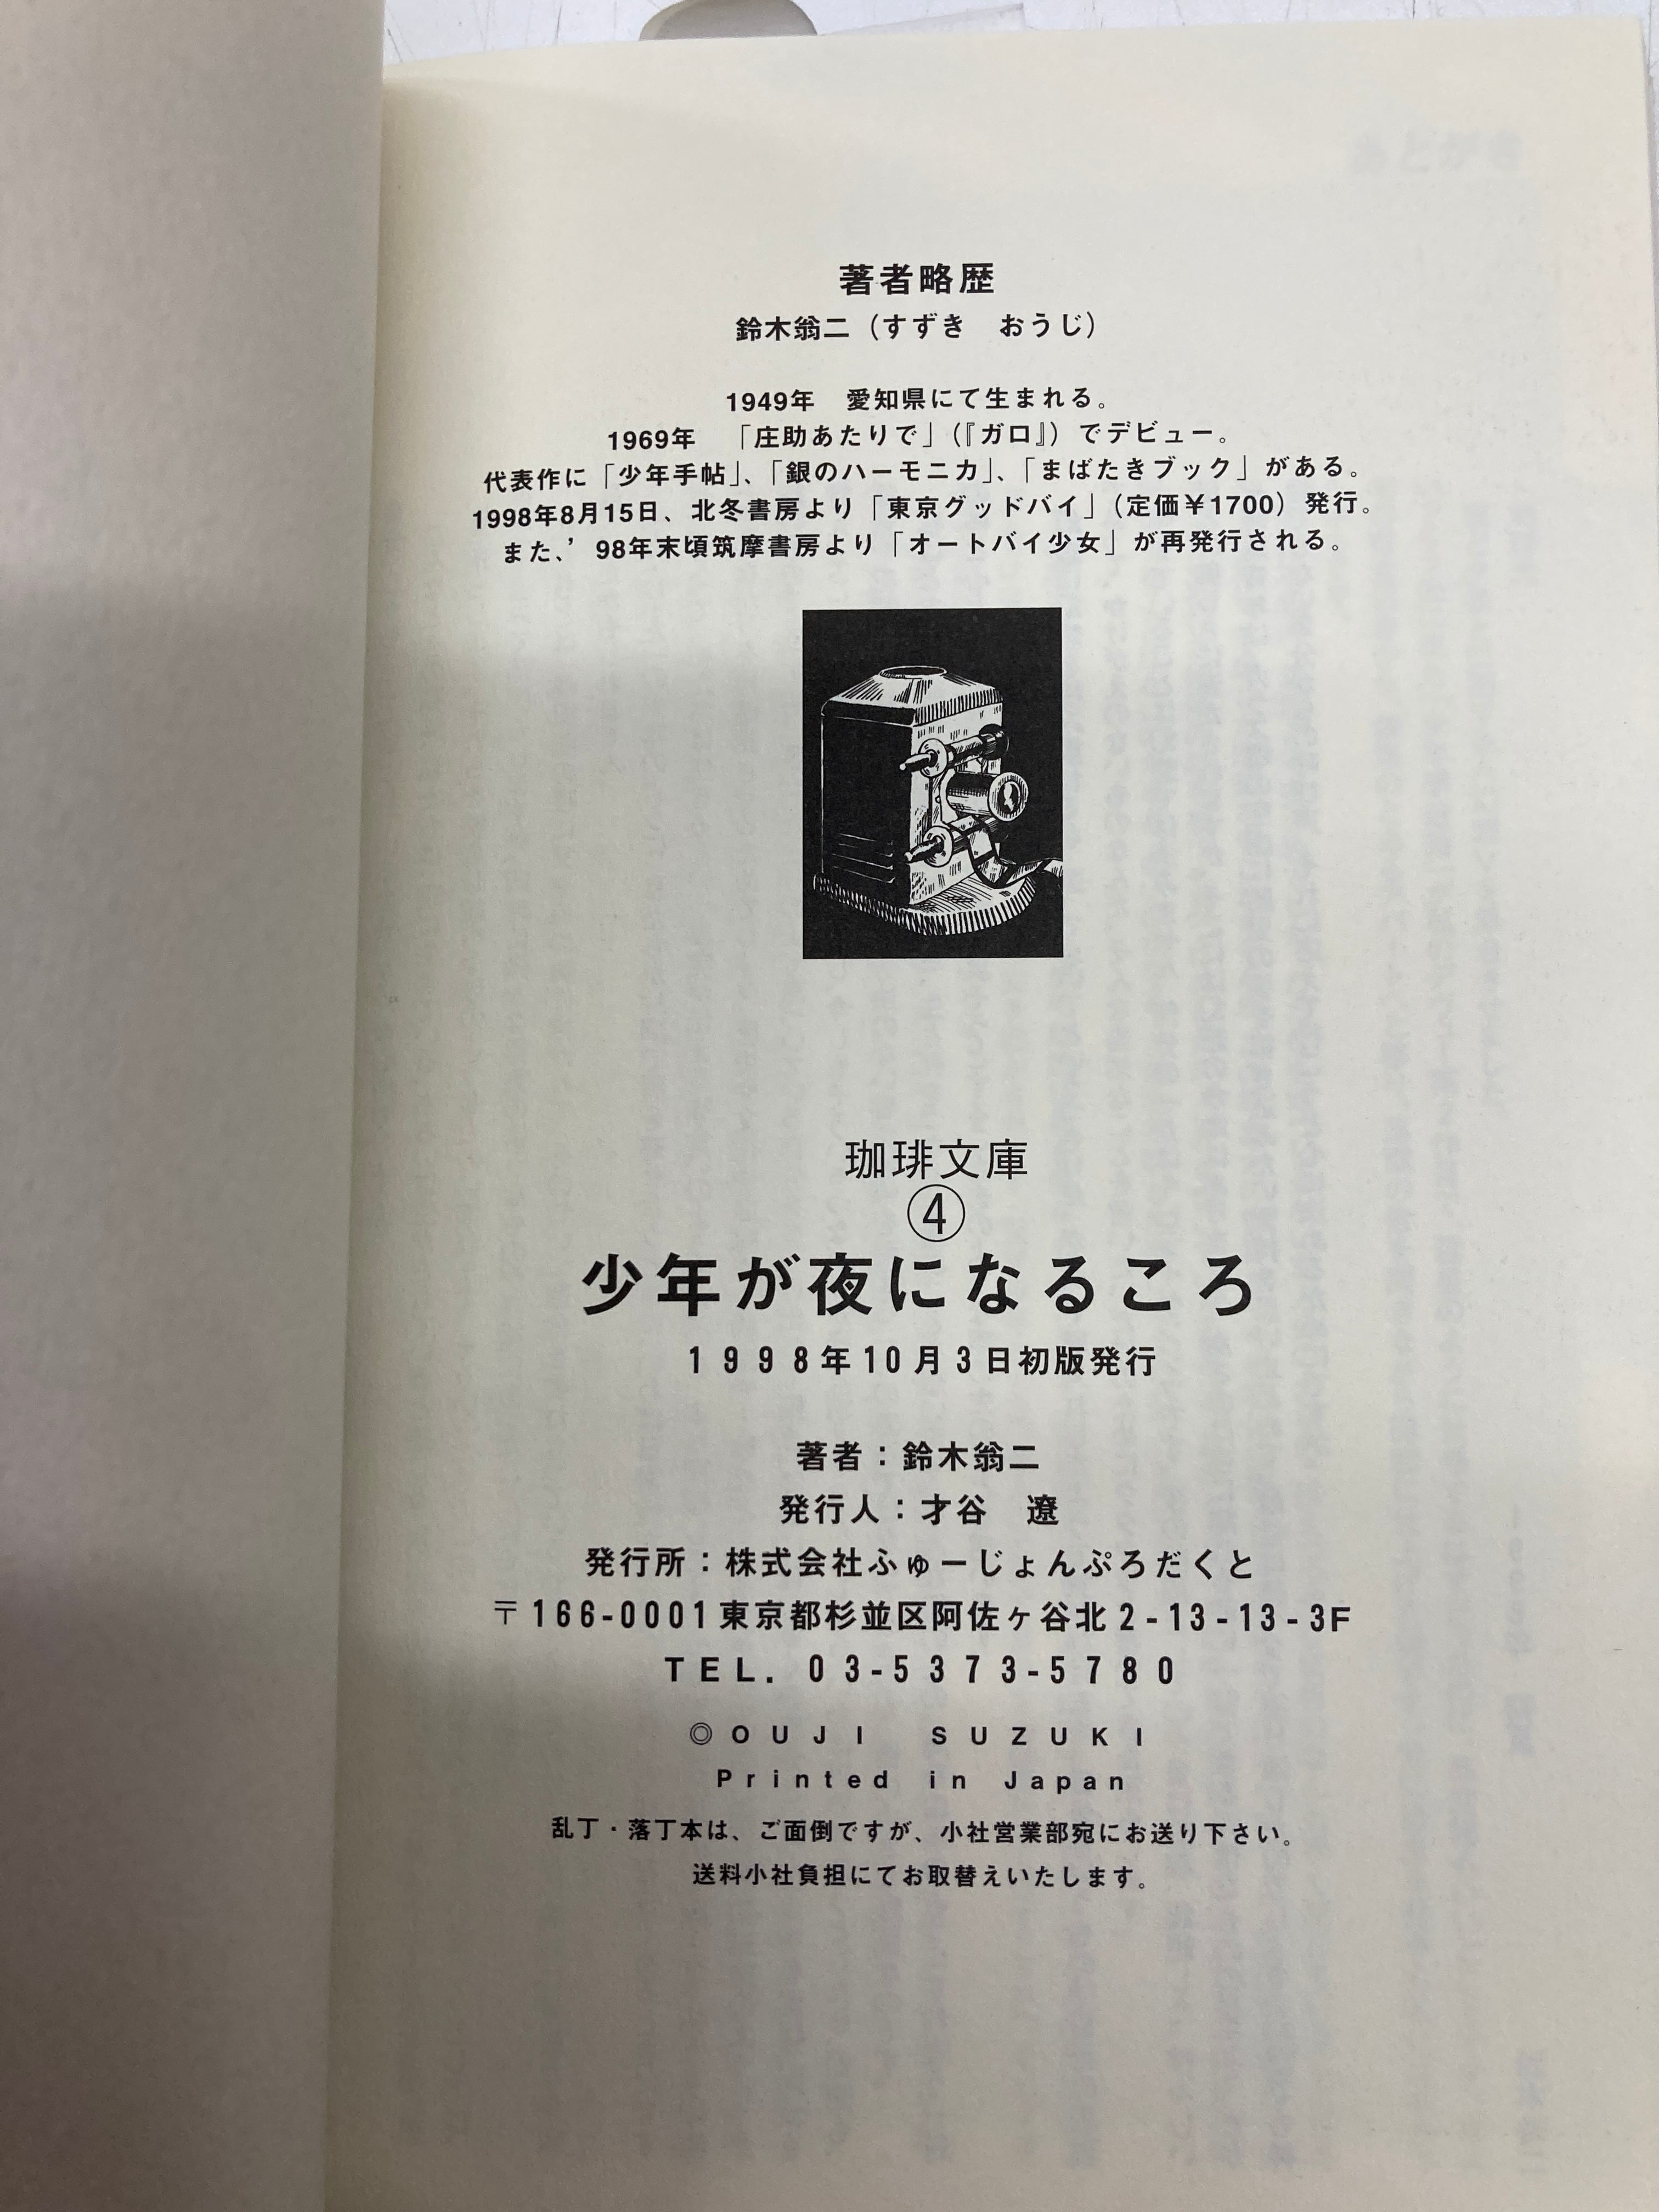 著者略歴
鈴木翁二（すずき　おうじ）
1949年　愛知県にて生まれる。
1969年　「庄助あたりで」（『ガロ』）でデビュー。
代表作に「少年手帖」、「銀のハーモニカ」、「まばたきブック」がある。
1998年8月15日、北冬書房より「東京グッドバイ」（定価￥1700）発行。
また、’98年末頃筑摩書房より「オートバイ少女」が再発行される。
珈琲文庫
④
少年が夜になるころ
1998年10月3日初版発行
著者：鈴木翁二
発行人：才谷　遼
発行所：株式会社ふゅーじょんぷろだくと
〒166-0001東京都杉並区阿佐ヶ谷北2-13-13-3F
TEL. 03-5373-5780
◎OUJI　SUZUKI
Printed in Japan
乱丁・落丁本は、ご面倒ですが、小社営業部宛にお送り下さい。
送料小社負担にてお取替えいたします。